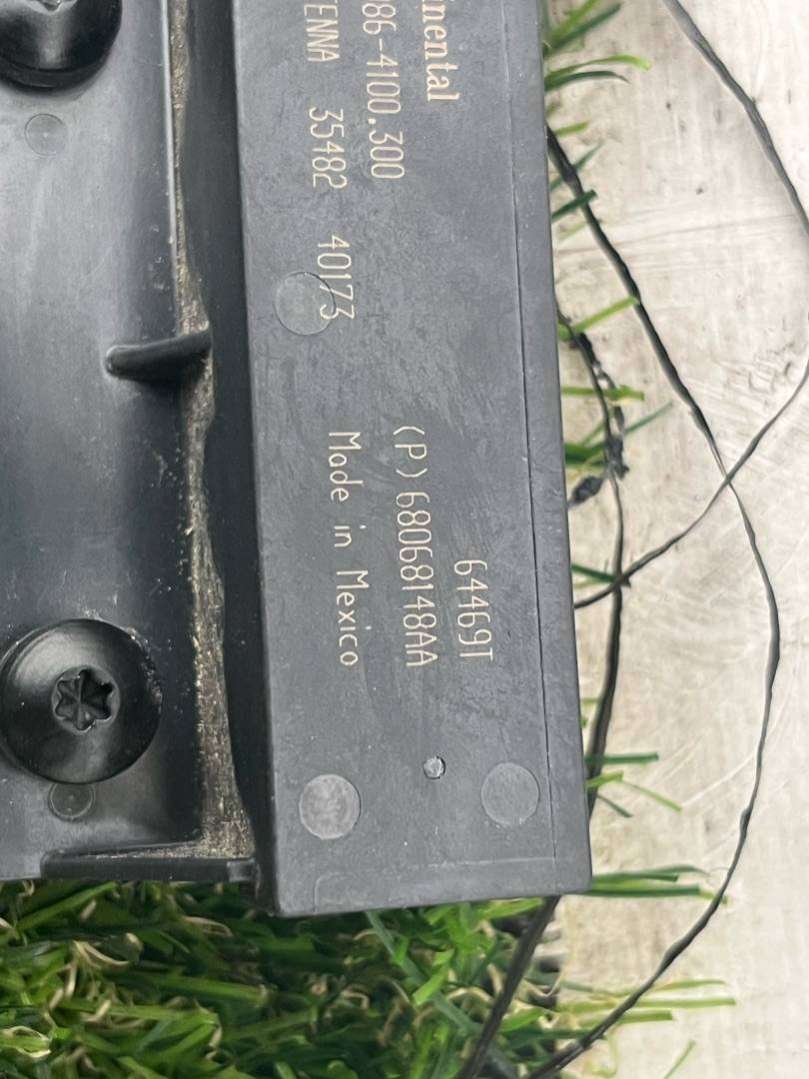 inental
86-4100.300
ENNA 35482 40173
64469T
(P)68068148AA
Made in Mexico